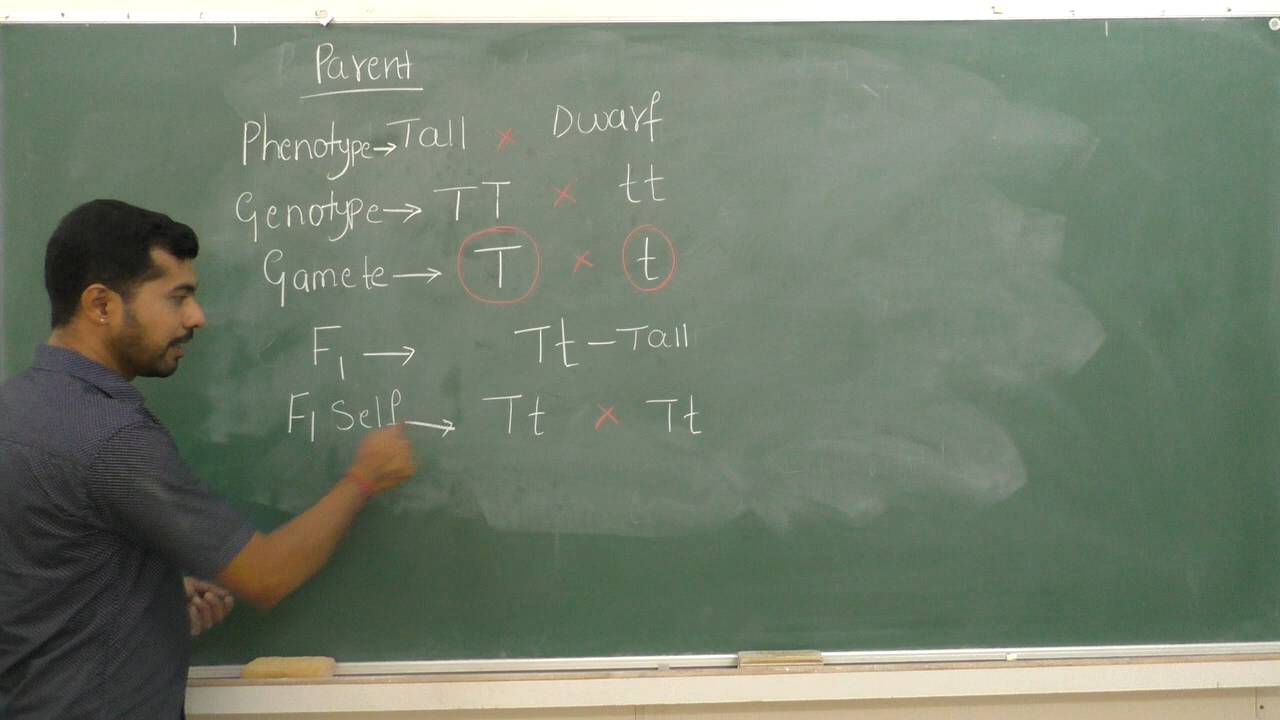 Parent
Phenotype→Tall × Dwarf
Genotype→ TT × tt
Gamete→ T × t
F₁ → Tt–Tall
F₁ Self→ Tt × Tt